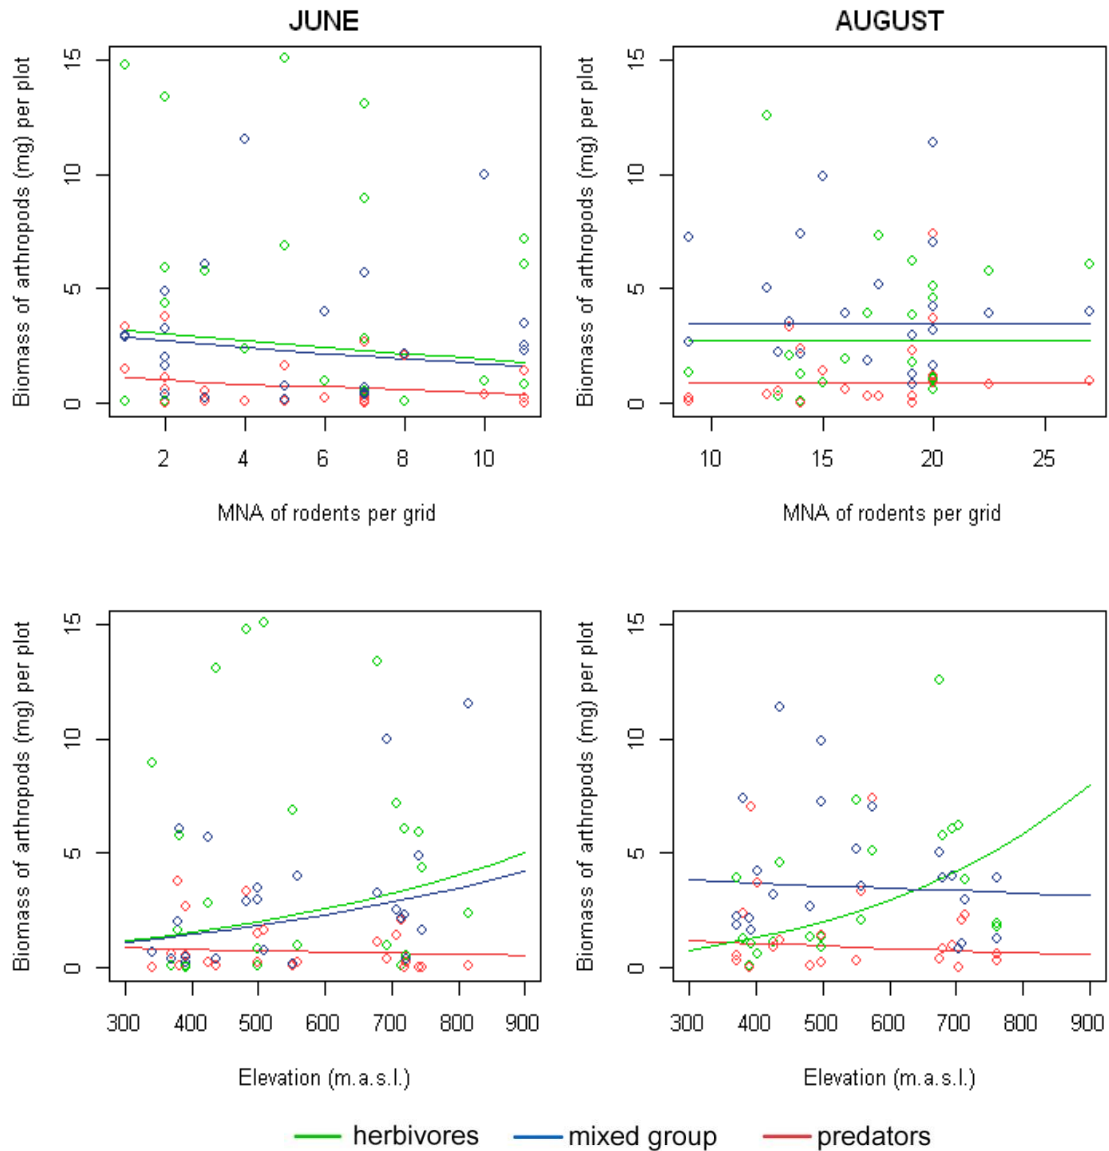 JUNE
AUGUST
Biomass of arthropods (mg) per plot
15
10
5
0
2 4 6 8 10
MNA of rodents per grid
Biomass of arthropods (mg) per plot
15
10
5
0
10 15 20 25
MNA of rodents per grid
Biomass of arthropods (mg) per plot
15
10
5
0
300 400 500 600 700 800 900
Elevation (m.a.s.l.)
Biomass of arthropods (mg) per plot
15
10
5
0
300 400 500 600 700 800 900
Elevation (m.a.s.l.)
herbivores mixed group predators